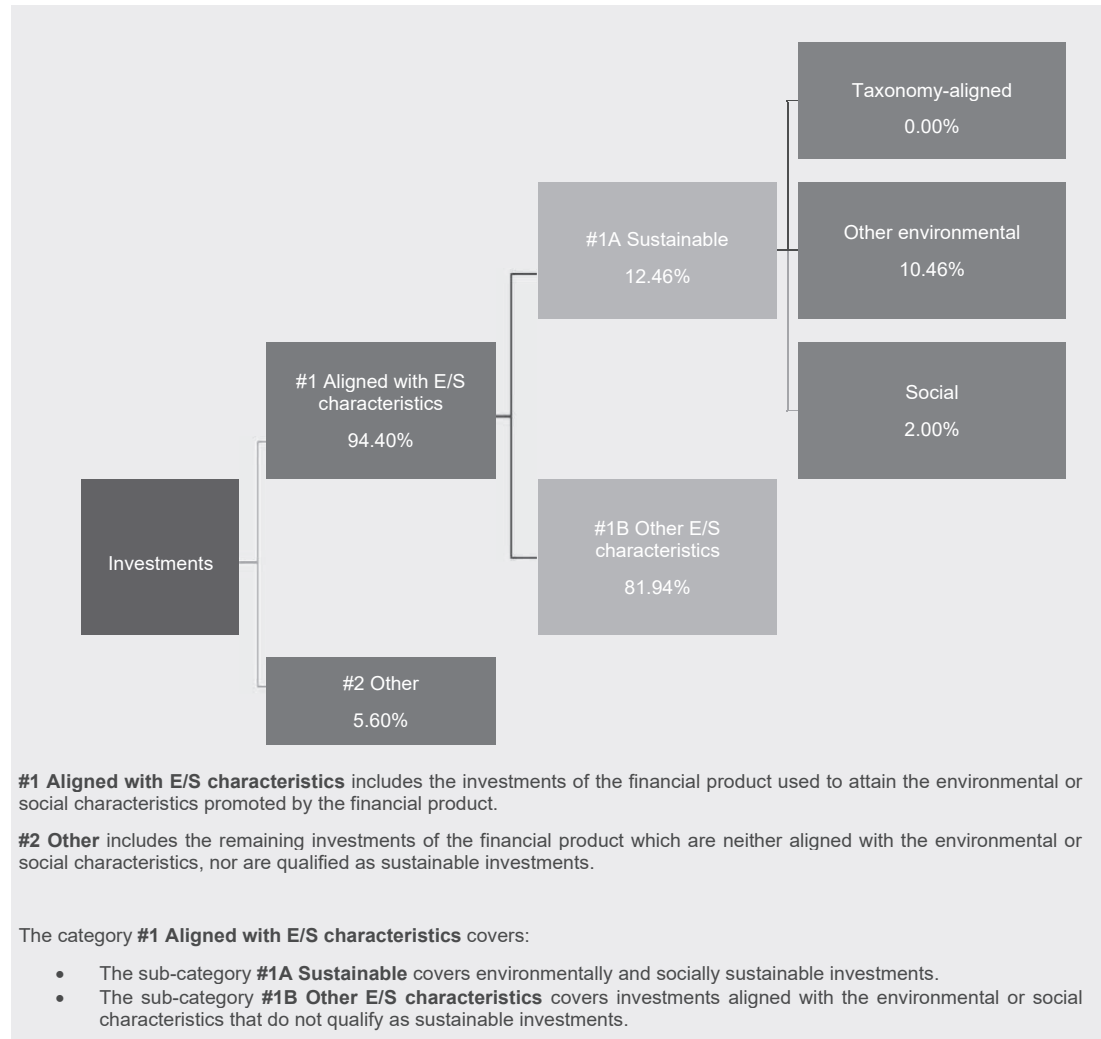 Taxonomy-aligned
0.00%
#1A Sustainable
12.46%
Other environmental
10.46%
#1 Aligned with E/S
characteristics
94.40%
Social
2.00%
Investments
#1B Other E/S
characteristics
81.94%
#2 Other
5.60%
#1 Aligned with E/S characteristics includes the investments of the financial product used to attain the environmental or
social characteristics promoted by the financial product.
#2 Other includes the remaining investments of the financial product which are neither aligned with the environmental or
social characteristics, nor are qualified as sustainable investments.
The category #1 Aligned with E/S characteristics covers:
• The sub-category #1A Sustainable covers environmentally and socially sustainable investments.
• The sub-category #1B Other E/S characteristics covers investments aligned with the environmental or social
characteristics that do not qualify as sustainable investments.